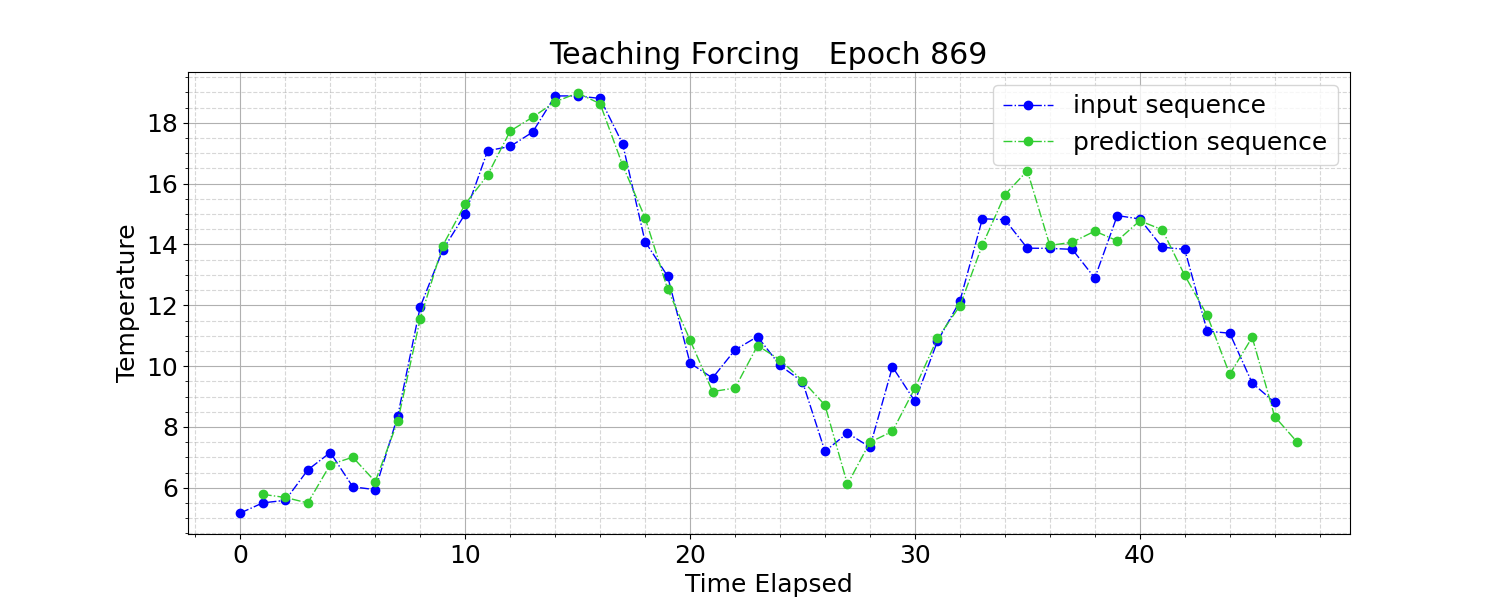 Teaching Forcing   Epoch 869
input sequence
prediction sequence
Temperature
18
16
14
12
10
8
6
0 10 20 30 40
Time Elapsed